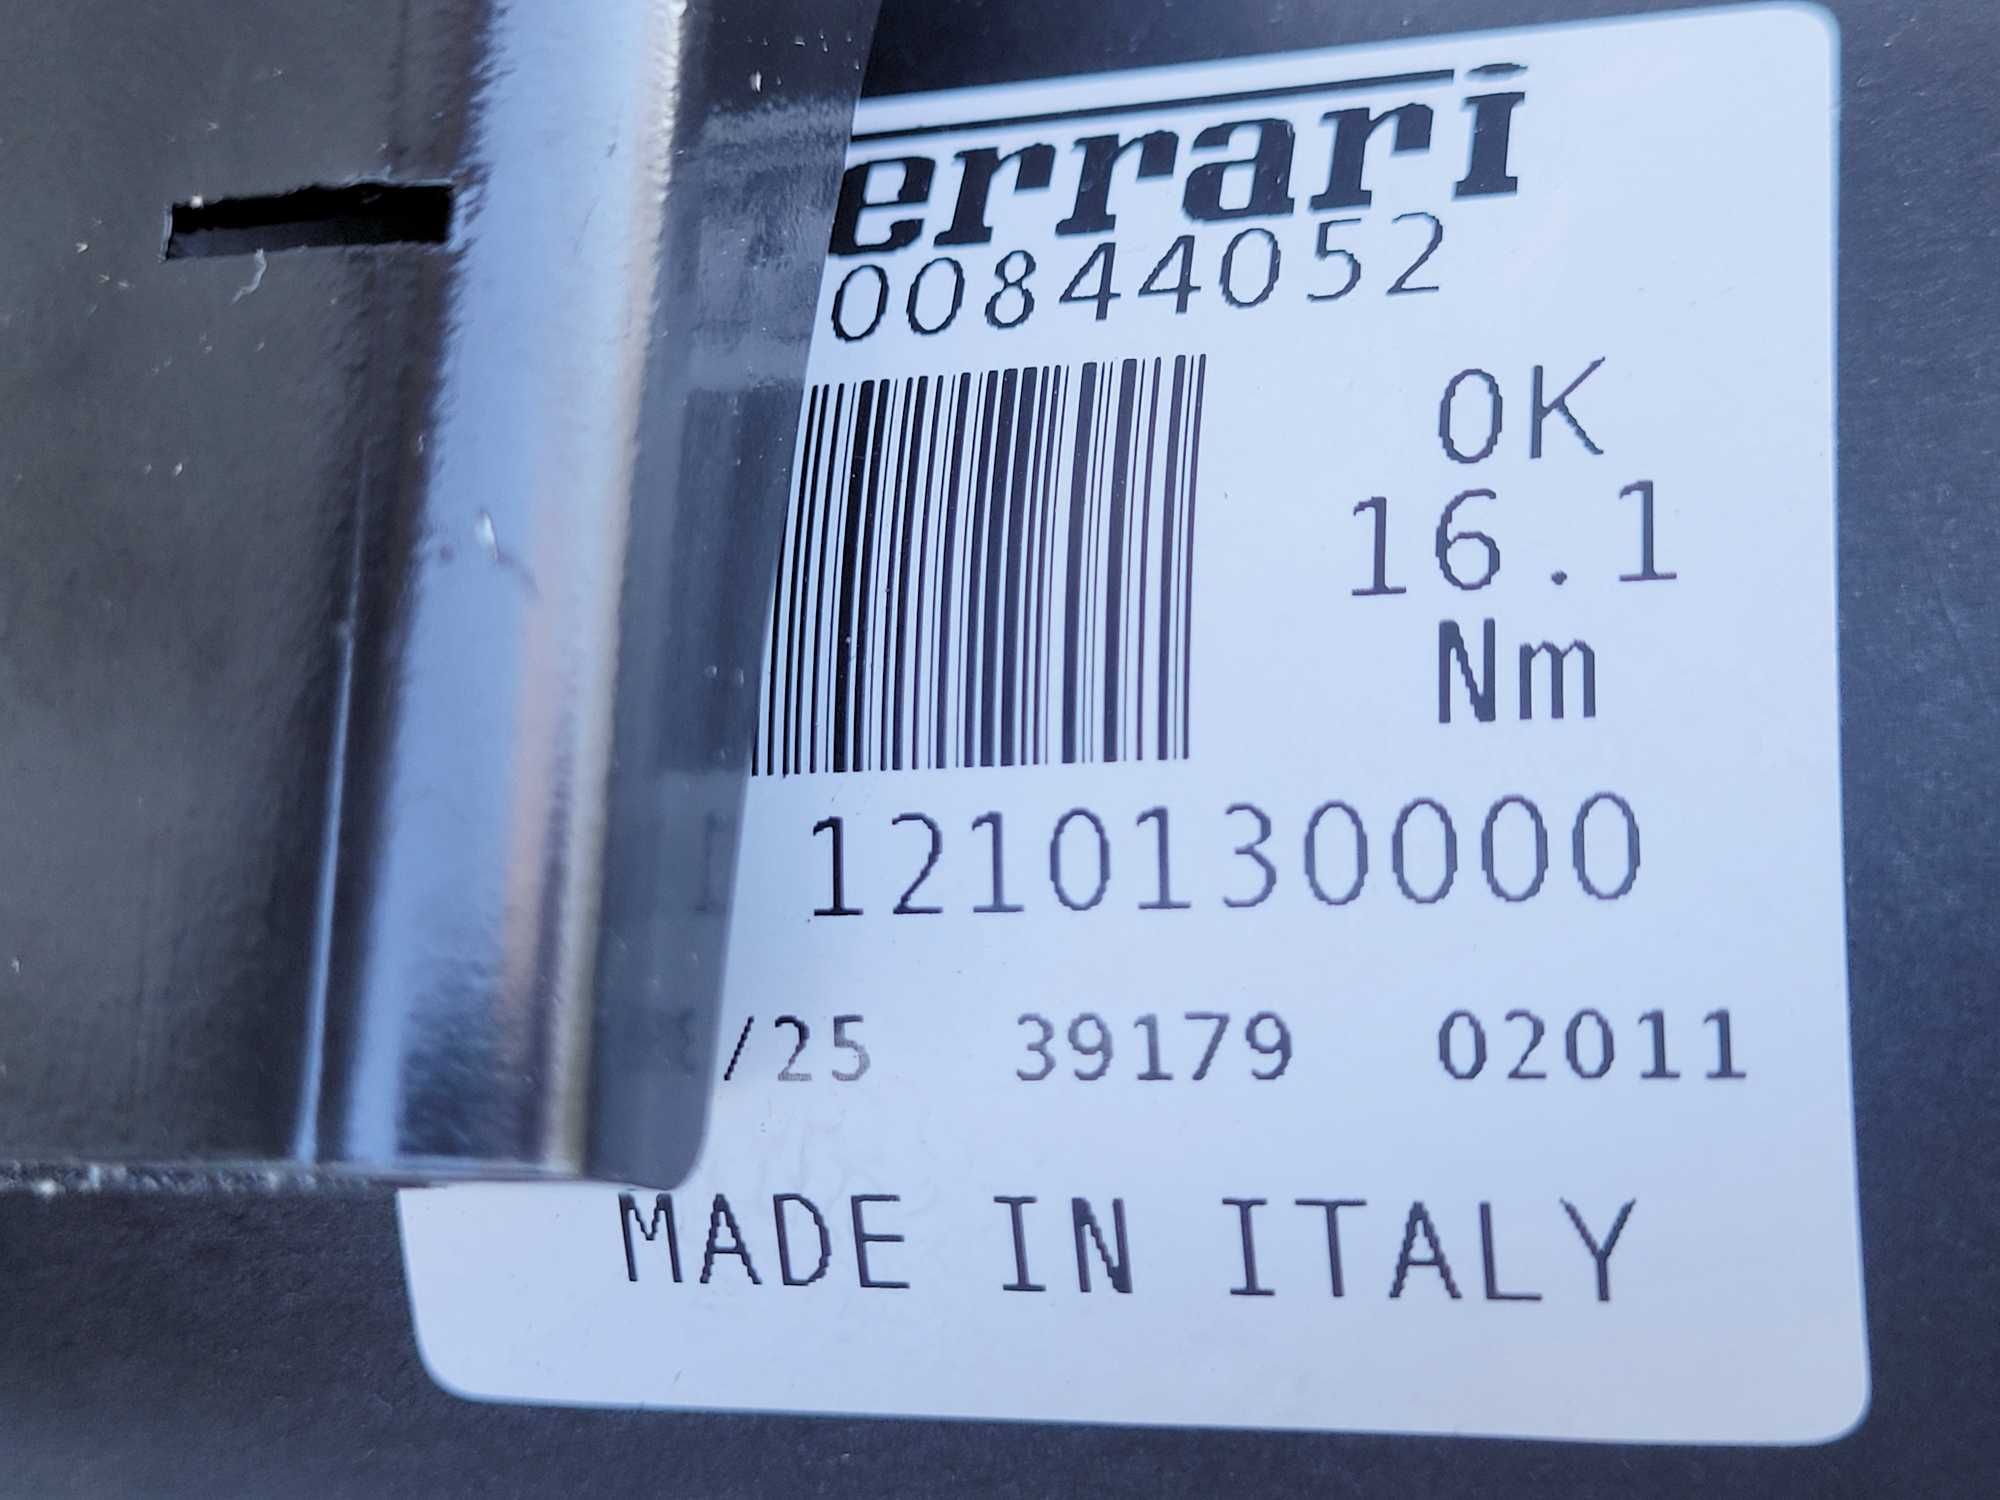 errari
00844052
OK
16.1
Nm
1210130000
/25 39179 02011
MADE IN ITALY